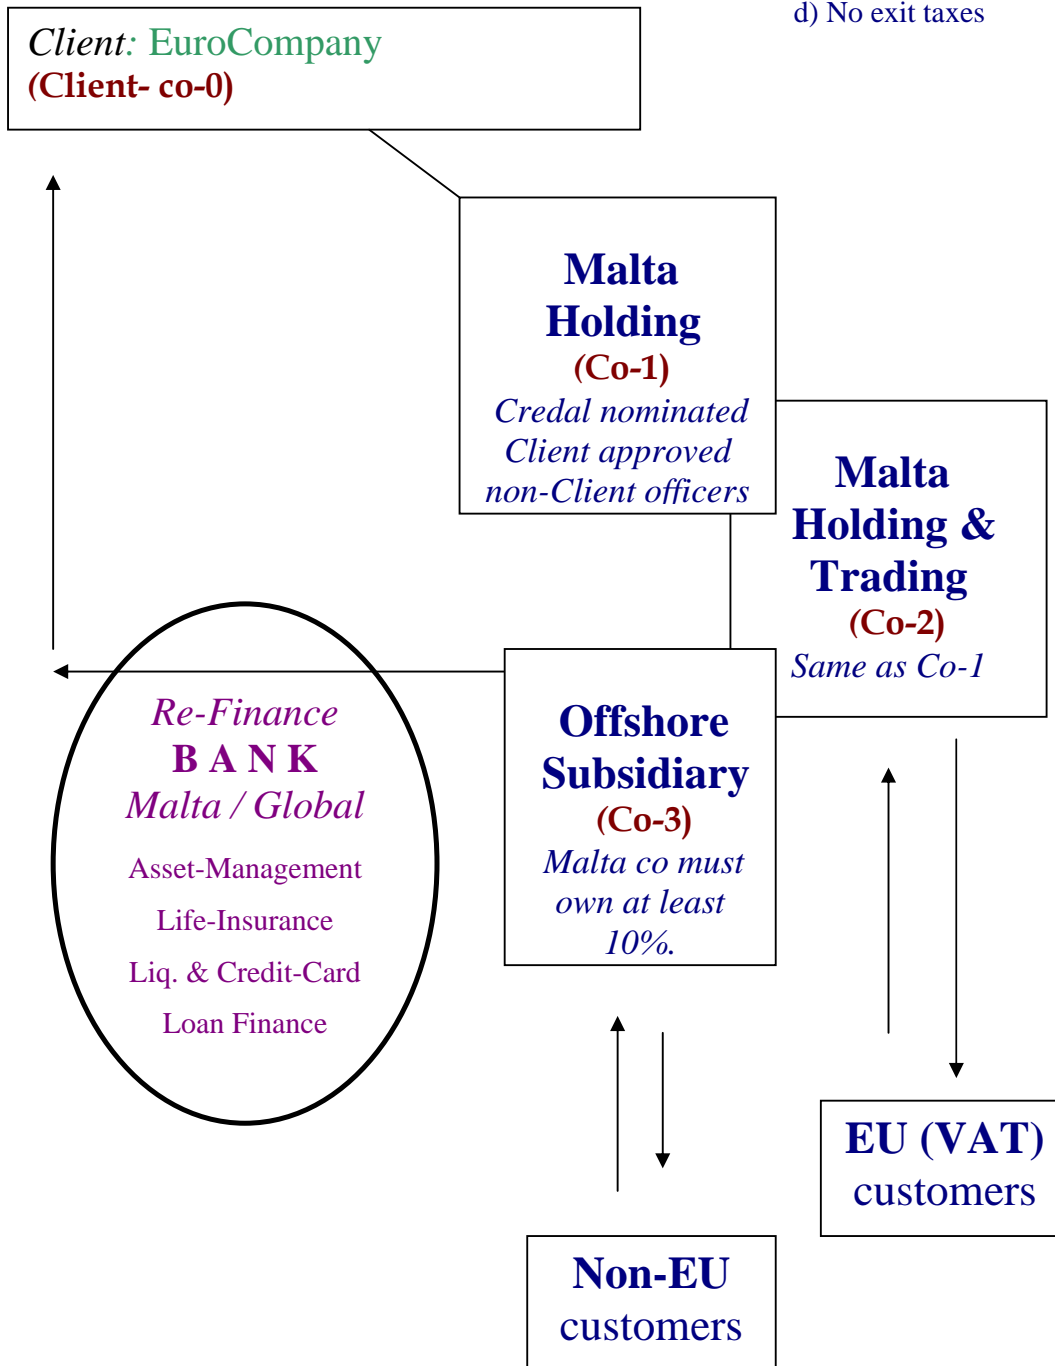 d) No exit taxes
Client: EuroCompany
(Client- co-0)
Malta
Holding
(Co-1)
Credal nominated
Client approved
non-Client officers
Malta
Holding &
Trading
(Co-2)
Same as Co-1
Re-Finance
B A N K
Malta / Global
Asset-Management
Life-Insurance
Liq. & Credit-Card
Loan Finance
Offshore
Subsidiary
(Co-3)
Malta co must
own at least
10%.
EU (VAT)
customers
Non-EU
customers